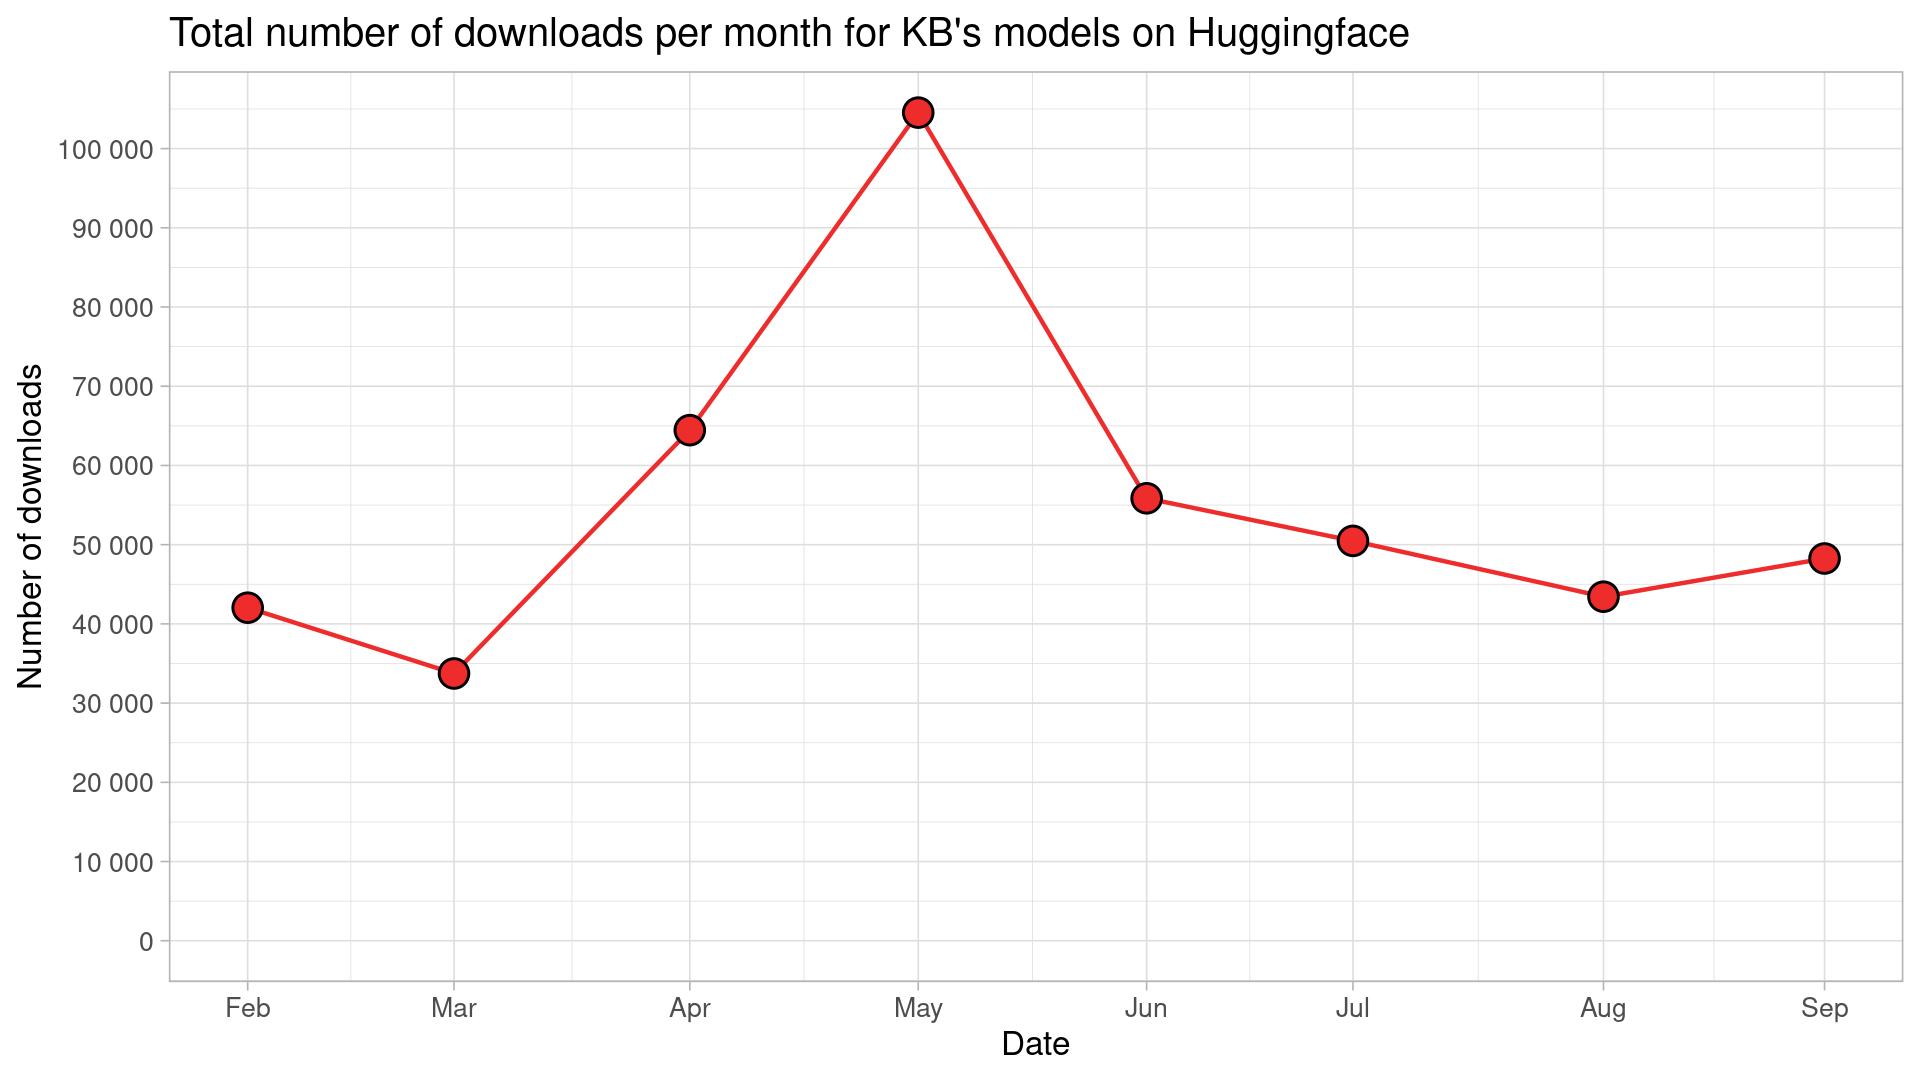 Total number of downloads per month for KB's models on Huggingface
Number of downloads
100 000
90 000
80 000
70 000
60 000
50 000
40 000
30 000
20 000
10 000
0
Feb Mar Apr May Jun Jul Aug Sep
Date